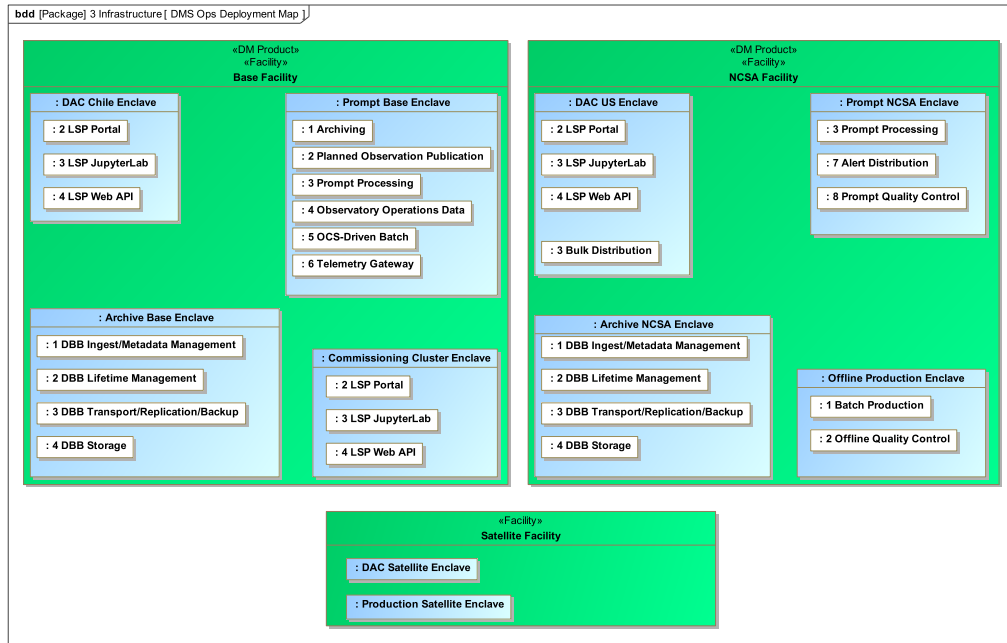 bdd [Package] 3 Infrastructure [ DMS Ops Deployment Map ]
«DM Product»
«Facility»
Base Facility
: DAC Chile Enclave
: 2 LSP Portal
: 3 LSP JupyterLab
: 4 LSP Web API
: Prompt Base Enclave
: 1 Archiving
: 2 Planned Observation Publication
: 3 Prompt Processing
: 4 Observatory Operations Data
: 5 OCS-Driven Batch
: 6 Telemetry Gateway
: Archive Base Enclave
: 1 DBB Ingest/Metadata Management
: 2 DBB Lifetime Management
: 3 DBB Transport/Replication/Backup
: 4 DBB Storage
: Commissioning Cluster Enclave
: 2 LSP Portal
: 3 LSP JupyterLab
: 4 LSP Web API
«DM Product»
«Facility»
NCSA Facility
: DAC US Enclave
: 2 LSP Portal
: 3 LSP JupyterLab
: 4 LSP Web API
: 3 Bulk Distribution
: Prompt NCSA Enclave
: 3 Prompt Processing
: 7 Alert Distribution
: 8 Prompt Quality Control
: Archive NCSA Enclave
: 1 DBB Ingest/Metadata Management
: 2 DBB Lifetime Management
: 3 DBB Transport/Replication/Backup
: 4 DBB Storage
: Offline Production Enclave
: 1 Batch Production
: 2 Offline Quality Control
«Facility»
Satellite Facility
: DAC Satellite Enclave
: Production Satellite Enclave